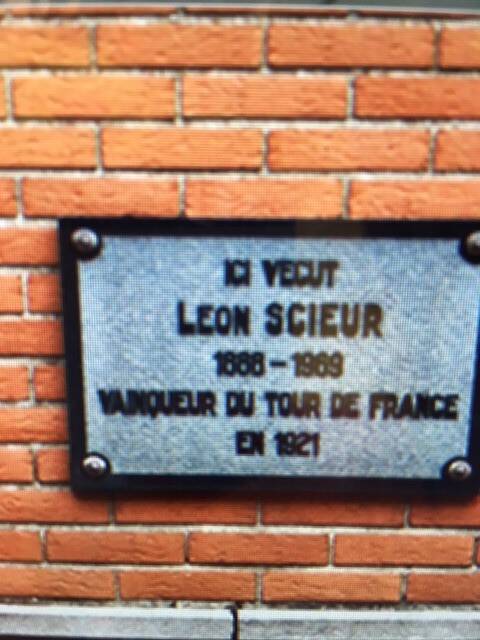 ICI VECUT
LEON SCIEUR
1888-1969
VAINQUEUR DU TOUR DE FRANCE
EN 1921